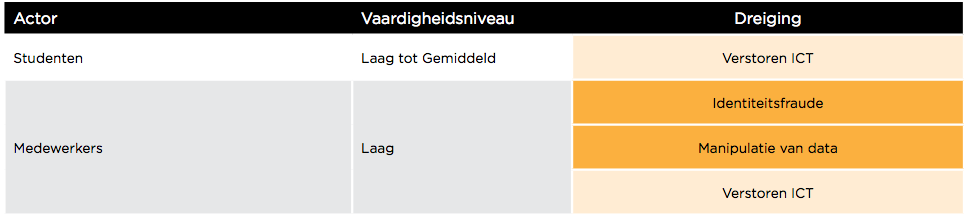 Actor Vaardigheidsniveau Dreiging
Studenten Laag tot Gemiddeld Verstoren ICT
Identiteitsfraude
Medewerkers Laag Manipulatie van data
Verstoren ICT